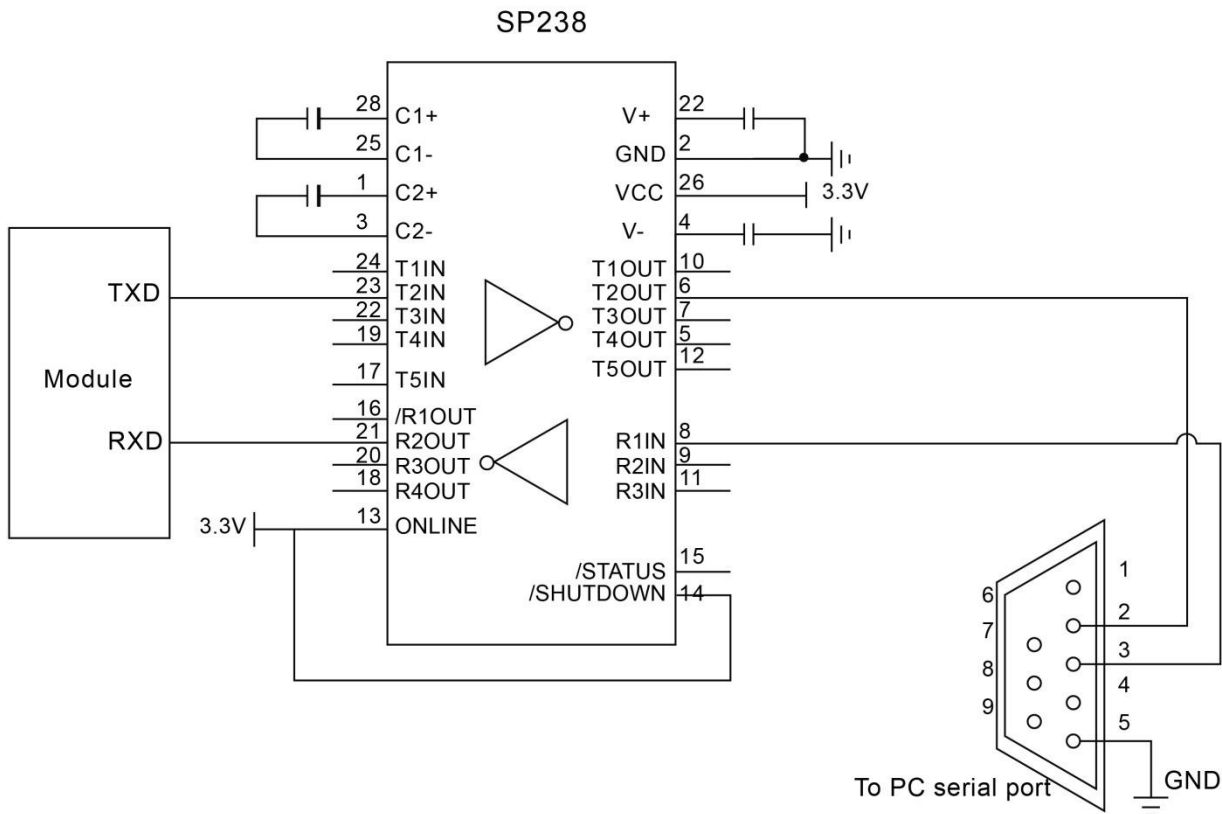 SP238
28 C1+
25 C1-
1 C2+
3 C2-
24 T1IN
23 T2IN
22 T3IN
19 T4IN
17 T5IN
16 /R1OUT
21 R2OUT
20 R3OUT
18 R4OUT
3.3V 13 ONLINE
V+ 22
GND 2
VCC 26 3.3V
V- 4
T1OUT 10
T2OUT 6
T3OUT 7
T4OUT 5
T5OUT 12
R1IN 8
R2IN 9
R3IN 11
/STATUS 15
/SHUTDOWN 14
TXD
Module
RXD
1
6
2
7
3
8
4
9
5
To PC serial port
GND